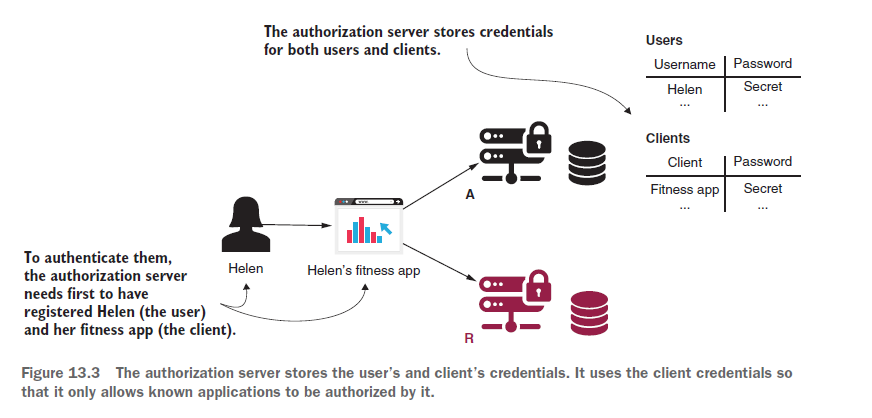 The authorization server stores credentials
for both users and clients.
Users
Username Password
Helen Secret
... ...
Clients
Client Password
Fitness app Secret
... ...
A
www.
Helen
Helen's fitness app
To authenticate them,
the authorization server
needs first to have
registered Helen (the user)
and her fitness app (the client).
R
Figure 13.3 The authorization server stores the user's and client's credentials. It uses the client credentials so
that it only allows known applications to be authorized by it.